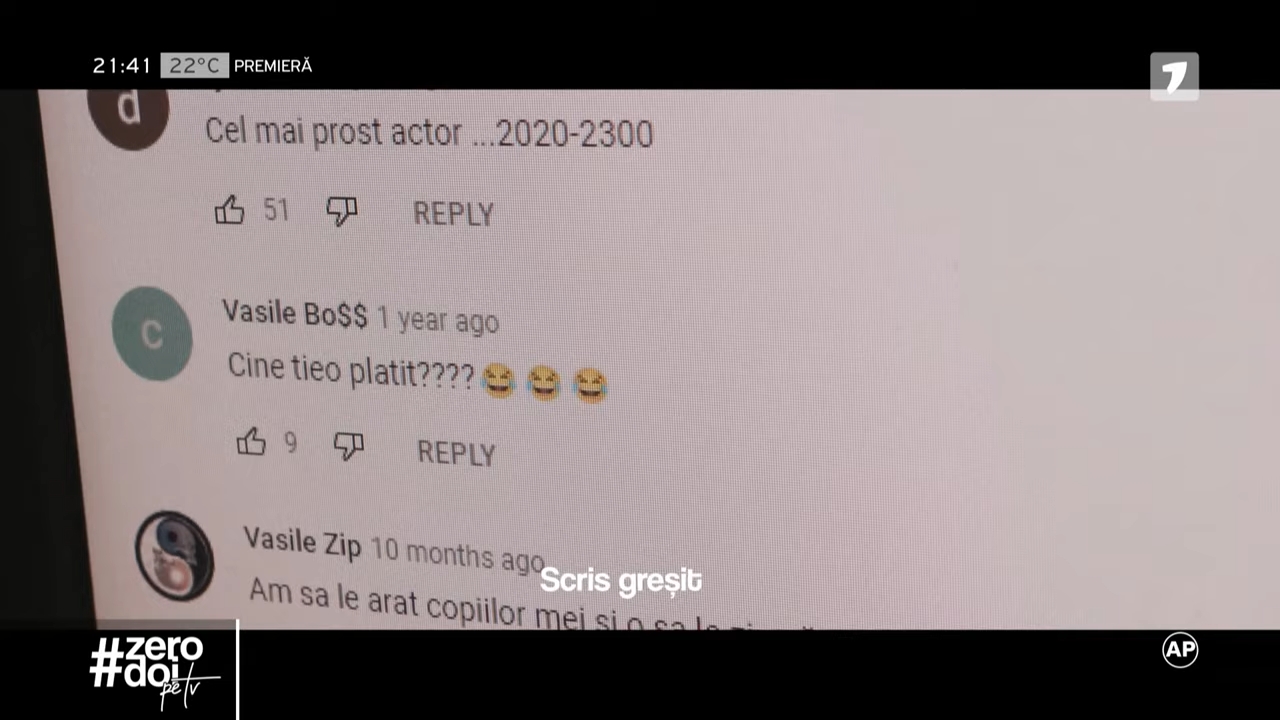 21:41 22°C PREMIERĂ
7
d
Cel mai prost actor ...2020-2300
51 REPLY
C
Vasile Bo$$ 1 year ago
Cine tieo platit????😆 😆 😆
9 REPLY
Vasile Zip 10 months ago
Scris greșit
Am sa le arat copiilor mei si o sa le
#zero
doi
pe tv
AP